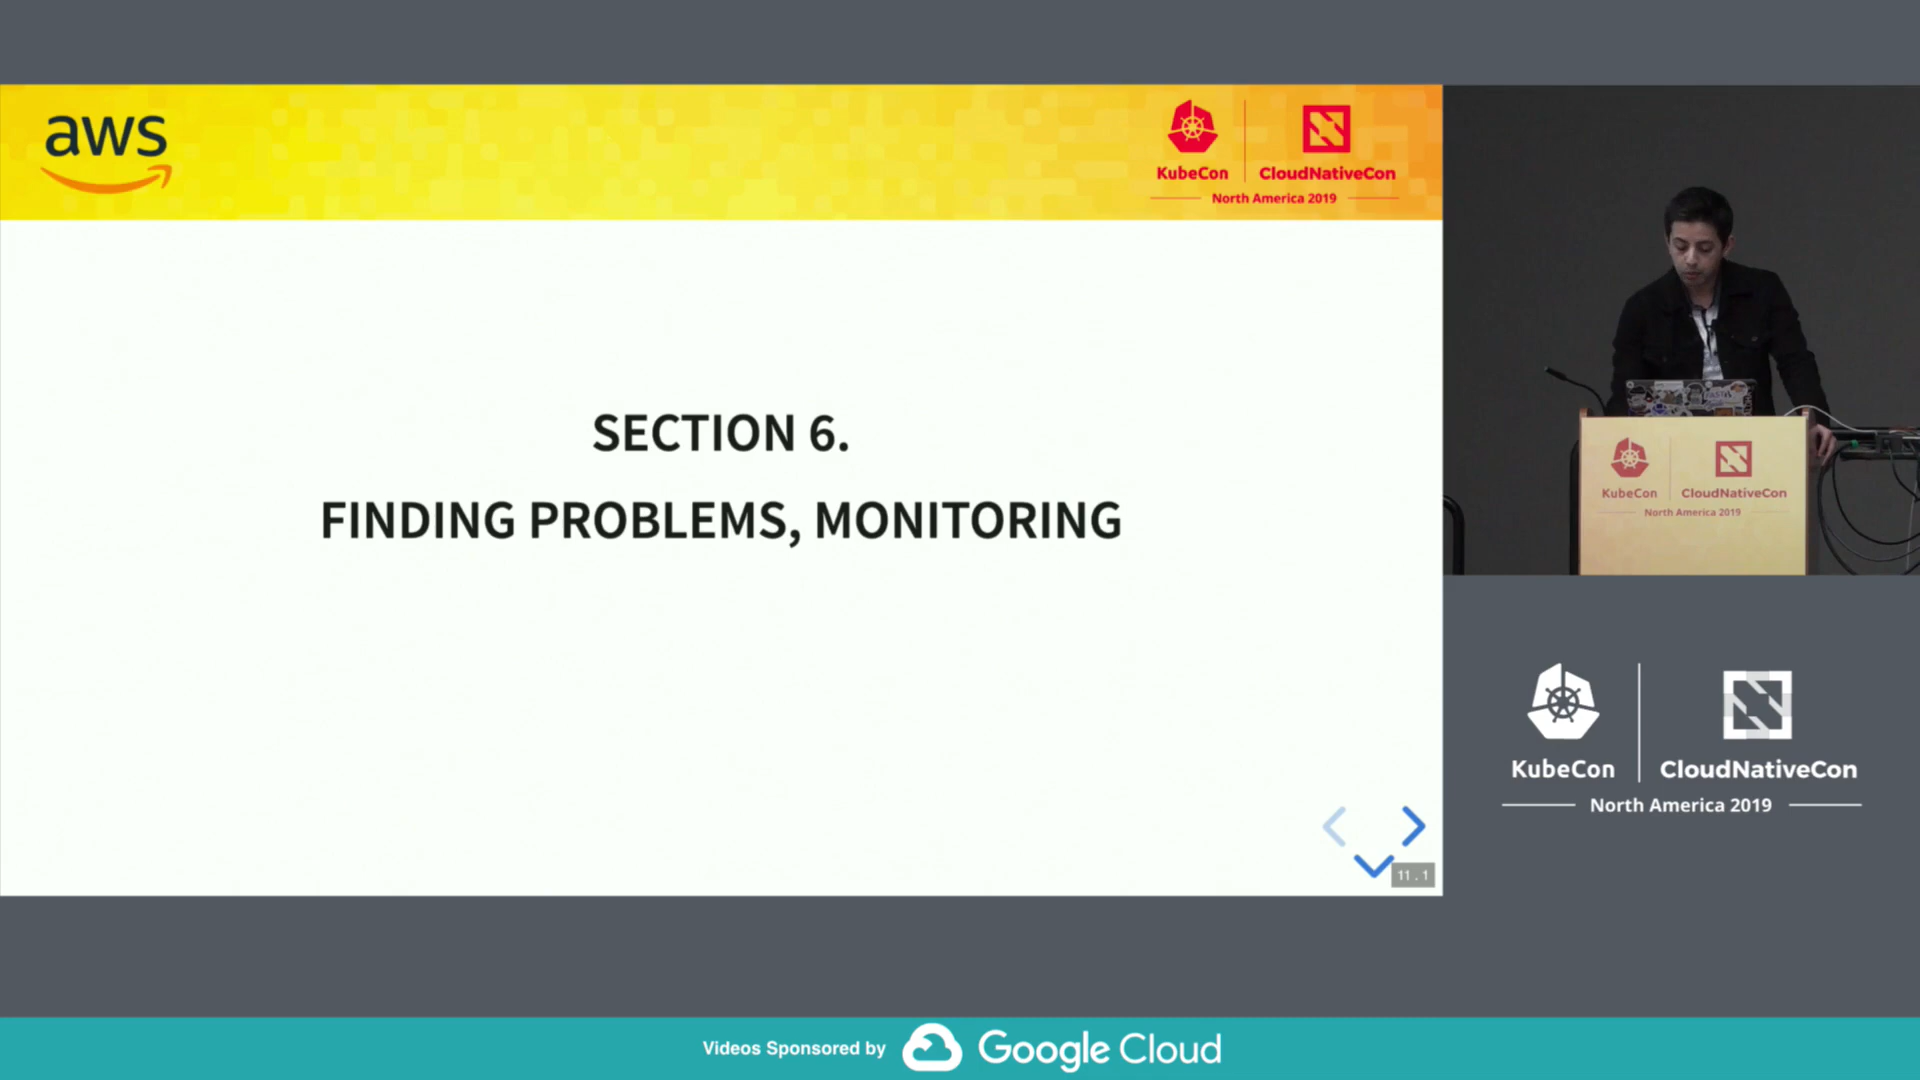 aws
KubeCon
CloudNativeCon
North America 2019
SECTION 6.
FINDING PROBLEMS, MONITORING
11.1
KubeCon
CloudNativeCon
North America 2019
KubeCon
CloudNativeCon
North America 2019
Videos Sponsored by
Google Cloud